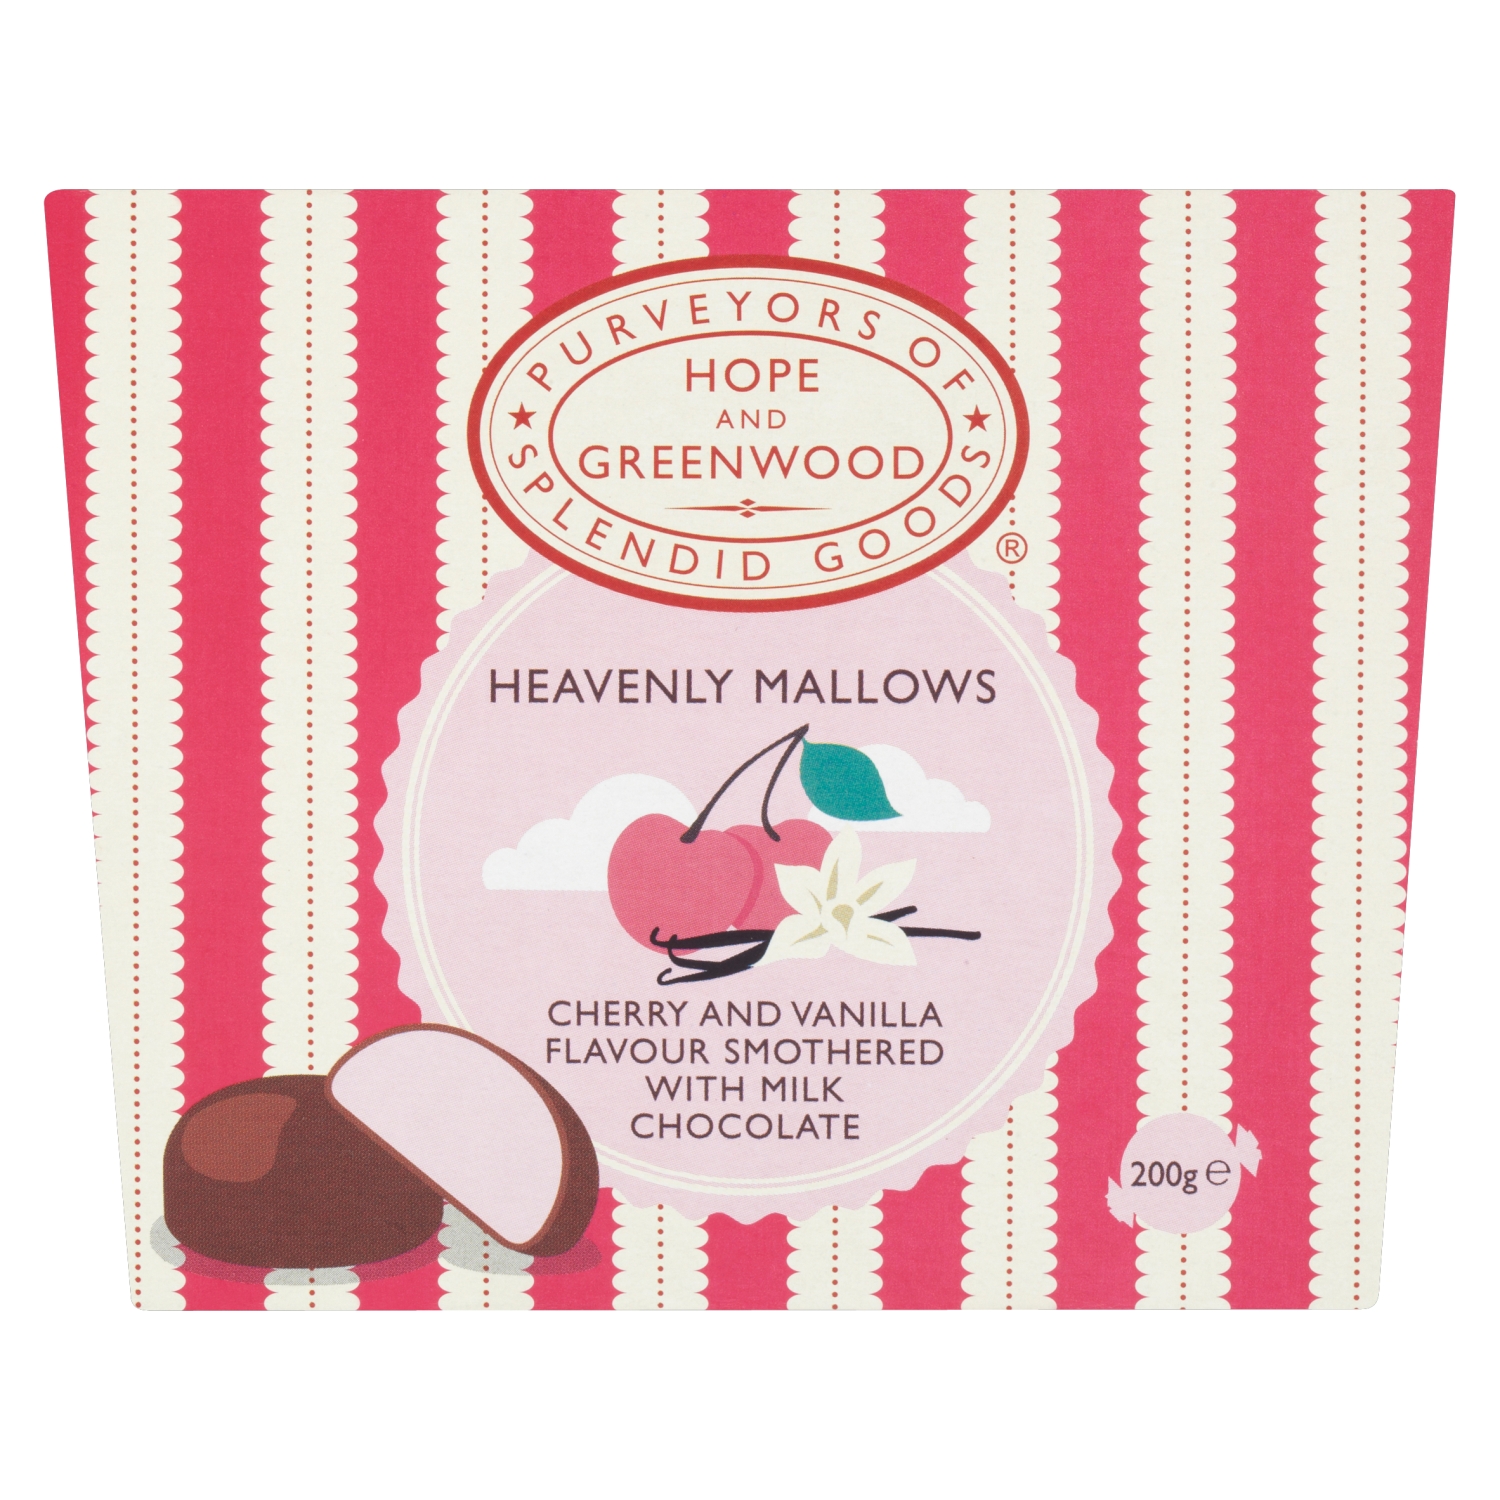 PURVEYORS OF
HOPE
AND
GREENWOOD
SPLENDID GOODS
®
HEAVENLY MALLOWS
CHERRY AND VANILLA
FLAVOUR SMOTHERED
WITH MILK
CHOCOLATE
200g ℮